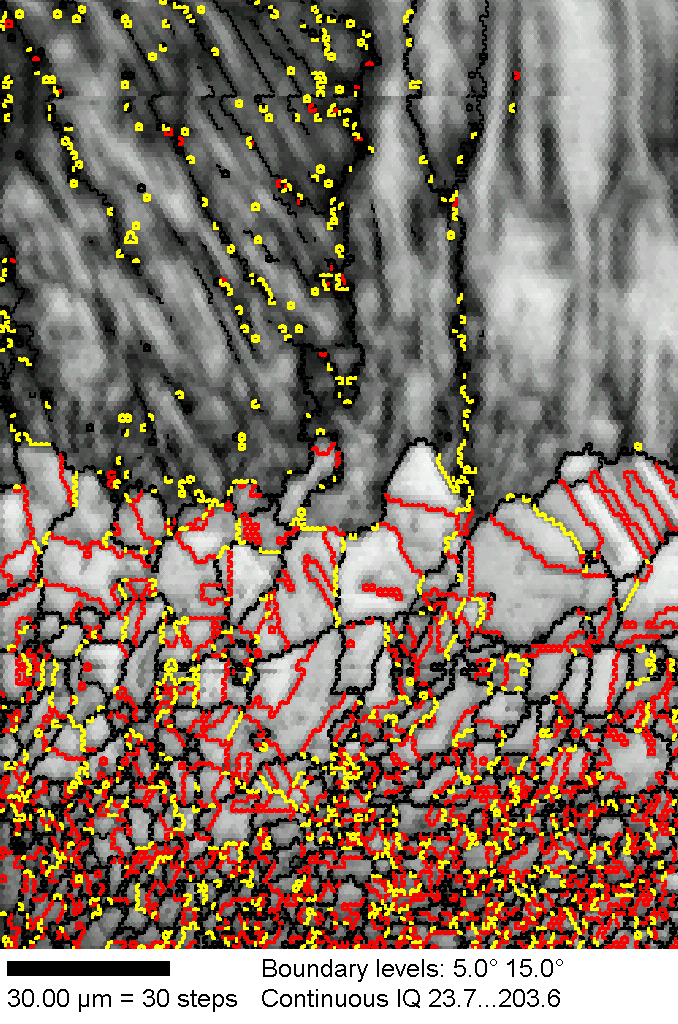 Boundary levels: 5.0° 15.0°
30.00 µm = 30 steps Continuous IQ 23.7...203.6